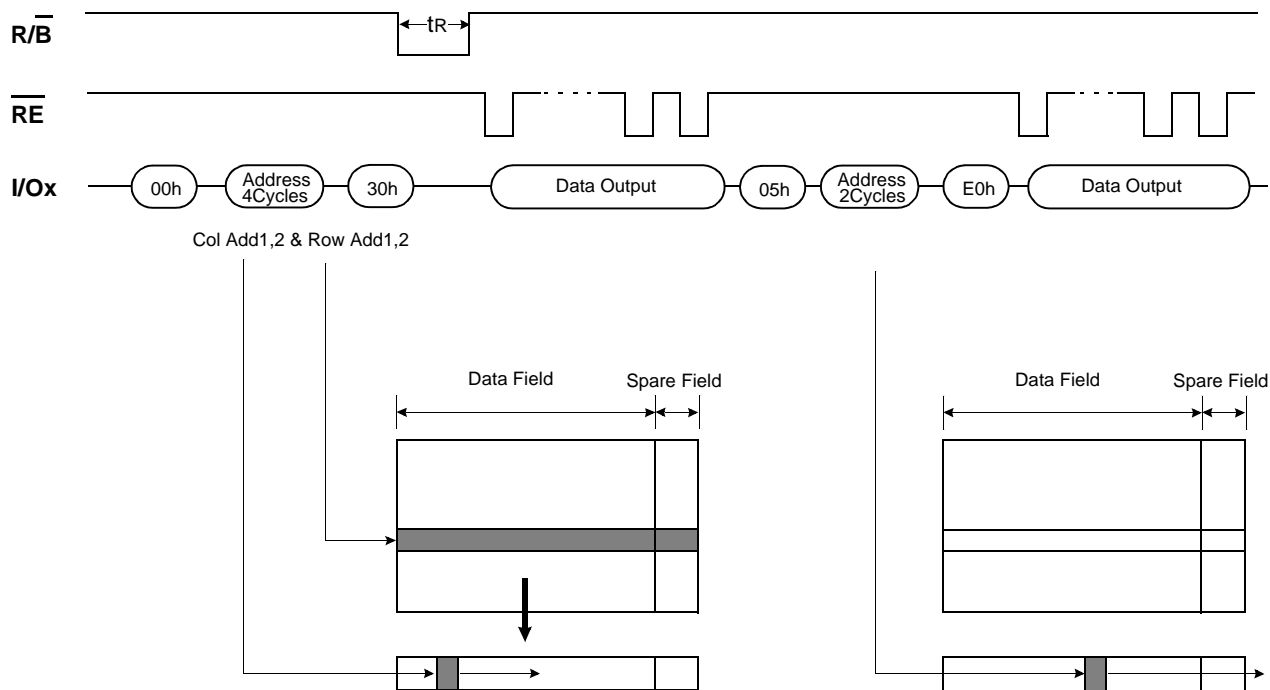 R/B̅
tR
R̅E̅
I/Ox
00h
Address
4Cycles
30h
Data Output
05h
Address
2Cycles
E0h
Data Output
Col Add1,2 & Row Add1,2
Data Field
Spare Field
Data Field
Spare Field